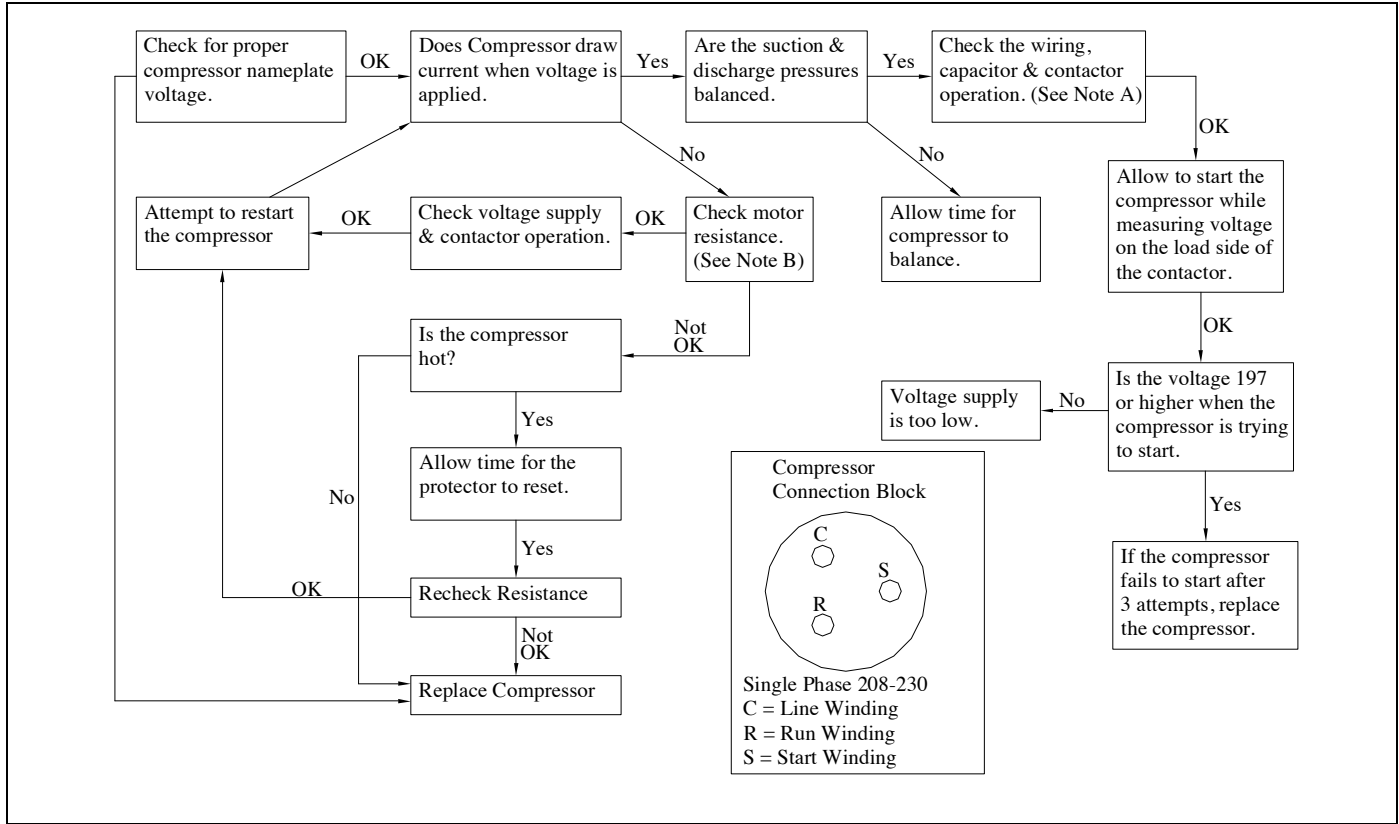 Check for proper
compressor nameplate
voltage.
OK
Does Compressor draw
current when voltage is
applied.
Yes
Are the suction &
discharge pressures
balanced.
Yes
Check the wiring,
capacitor & contactor
operation. (See Note A)
OK
No
No
Attempt to restart
the compressor
OK
Check voltage supply
& contactor operation.
OK
Check motor
resistance.
(See Note B)
Allow time for
compressor to
balance.
Allow to start the
compressor while
measuring voltage
on the load side of
the contactor.
OK
Is the compressor
hot?
Not
OK
Yes
Voltage supply
is too low.
No
Is the voltage 197
or higher when the
compressor is trying
to start.
Yes
Allow time for the
protector to reset.
No
Yes
If the compressor
fails to start after
3 attempts, replace
the compressor.
OK
Recheck Resistance
Not
OK
Replace Compressor
Compressor
Connection Block
C
S
R
Single Phase 208-230
C = Line Winding
R = Run Winding
S = Start Winding